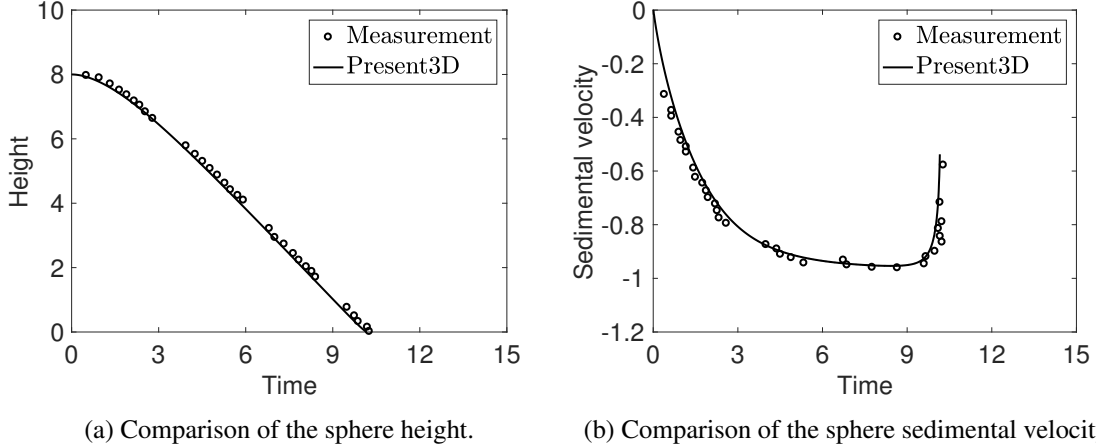 10
8
6
4
2
0
Height
0 3 6 9 12 15
Time
Measurement
Present3D
(a) Comparison of the sphere height.
0
-0.2
-0.4
-0.6
-0.8
-1
-1.2
Sedimental velocity
0 3 6 9 12 15
Time
Measurement
Present3D
(b) Comparison of the sphere sedimental velocit